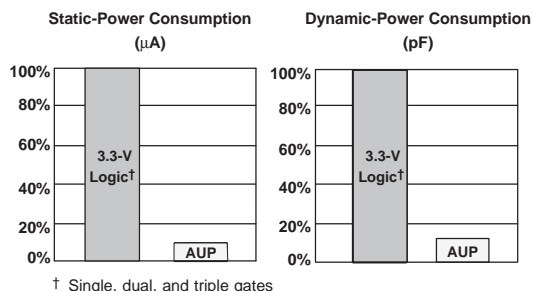 Static-Power Consumption
(μA)
100%
80%
60%
40%
20%
0%
3.3-V
Logic†
AUP
Dynamic-Power Consumption
(pF)
100%
80%
60%
40%
20%
0%
3.3-V
Logic†
AUP
† Single, dual, and triple gates